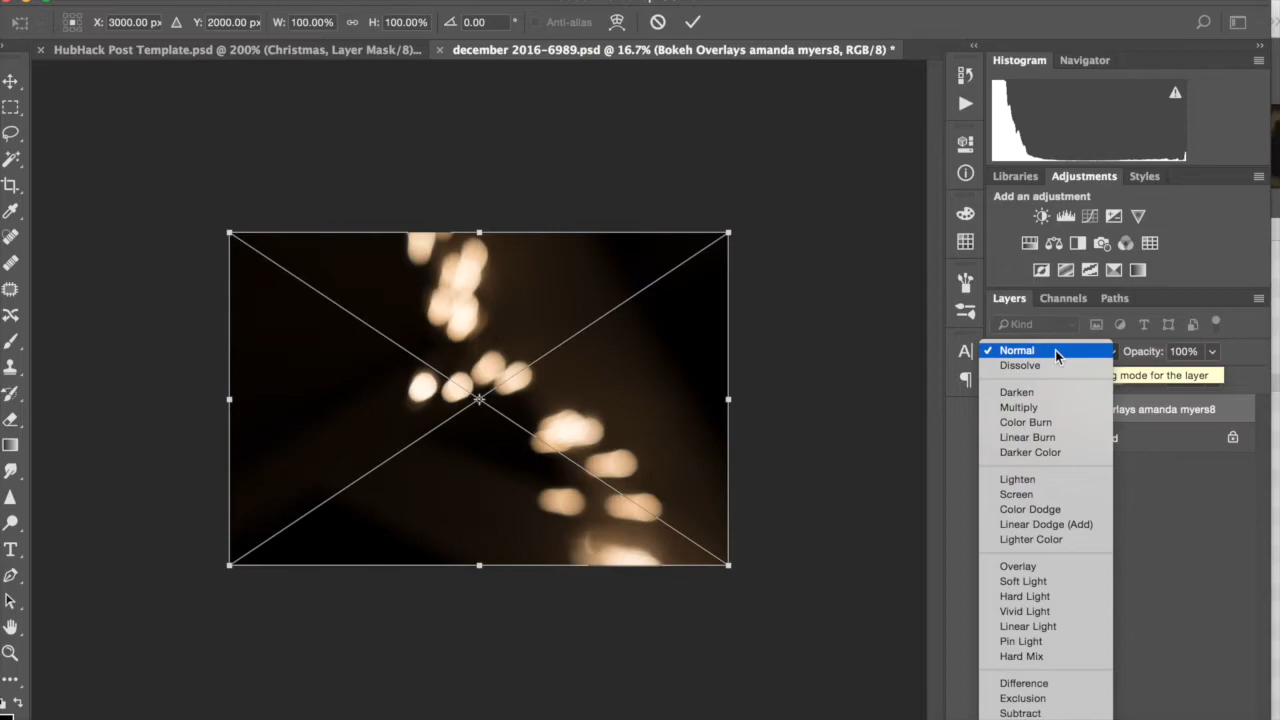 X: 3000.00 px Y: 2000.00 px W: 100.00% H: 100.00% 0.00 ° Anti-alias
× HubHack Post Template.psd @ 200% (Christmas, Layer Mask/8)... × december 2016-6989.psd @ 16.7% (Bokeh Overlays amanda myers8, RGB/8) *
Histogram Navigator
Libraries Adjustments Styles
Add an adjustment
Layers Channels Paths
Kind
✓ Normal Opacity: 100%
Dissolve
g mode for the layer
Darken
Multiply
rlays amanda myers8
Color Burn
Linear Burn
d
Darker Color
Lighten
Screen
Color Dodge
Linear Dodge (Add)
Lighter Color
Overlay
Soft Light
Hard Light
Vivid Light
Linear Light
Pin Light
Hard Mix
Difference
Exclusion
Subtract